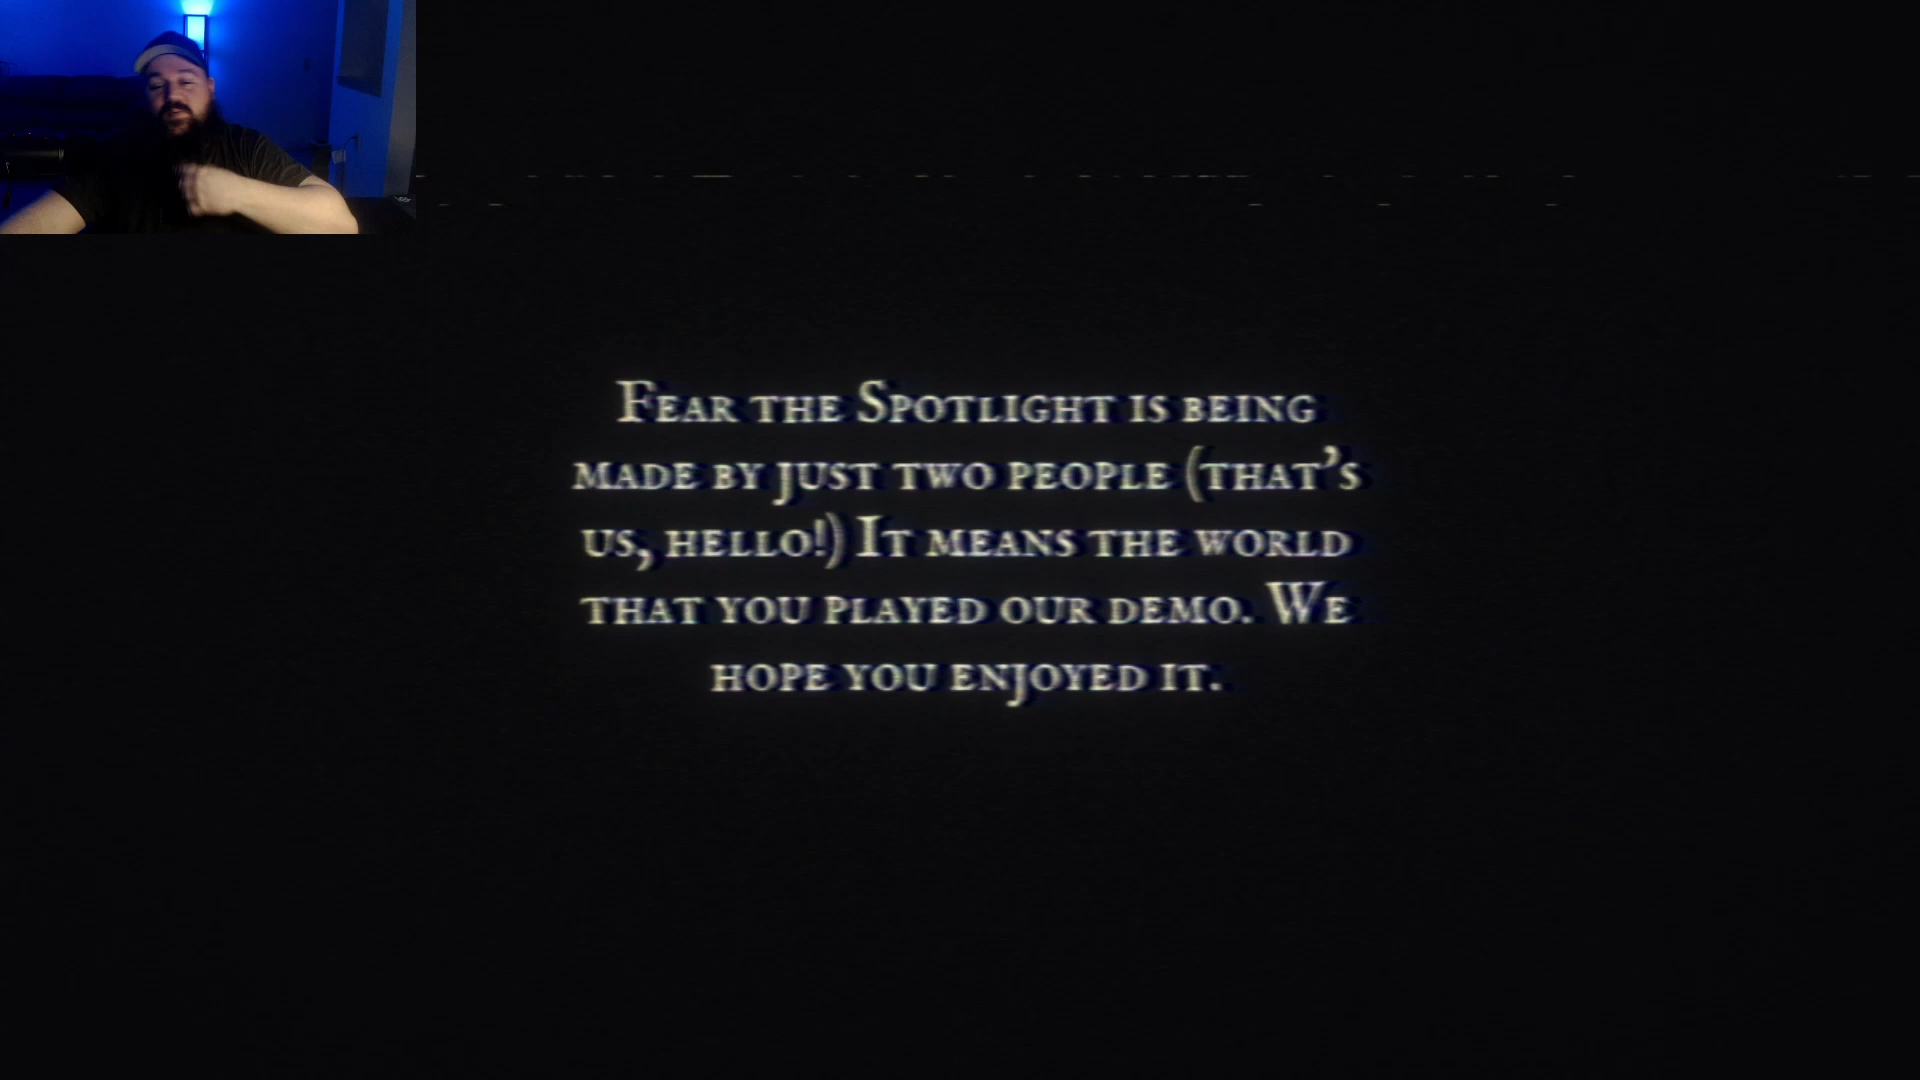 Fear the Spotlight is being
made by just two people (that's
us, hello!) It means the world
that you played our demo. We
hope you enjoyed it.